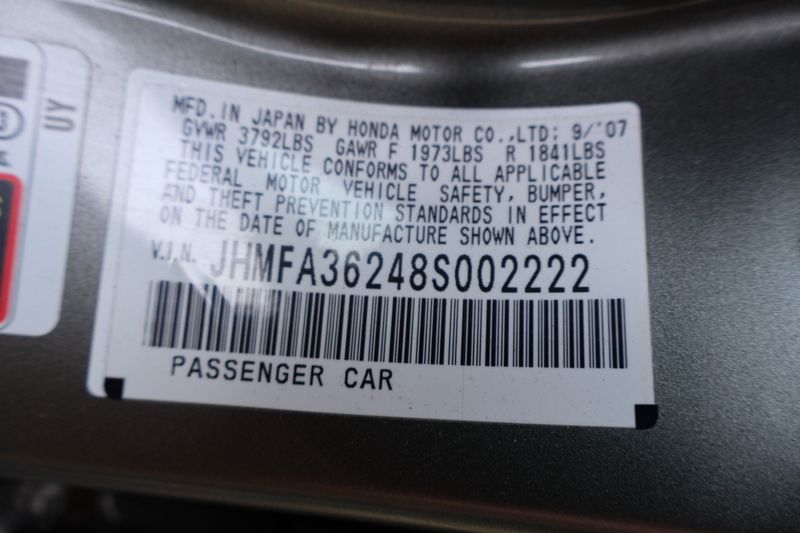 MFD.IN JAPAN BY HONDA MOTOR CO.,LTD; 9/'07
GVWR 3792LBS GAWR F 1973LBS R 1841LBS
THIS VEHICLE CONFORMS TO ALL APPLICABLE
FEDERAL MOTOR VEHICLE SAFETY, BUMPER,
AND THEFT PREVENTION STANDARDS IN EFFECT
ON THE DATE OF MANUFACTURE SHOWN ABOVE.
V.I.N. JHMFA36248S002222
PASSENGER CAR
UY